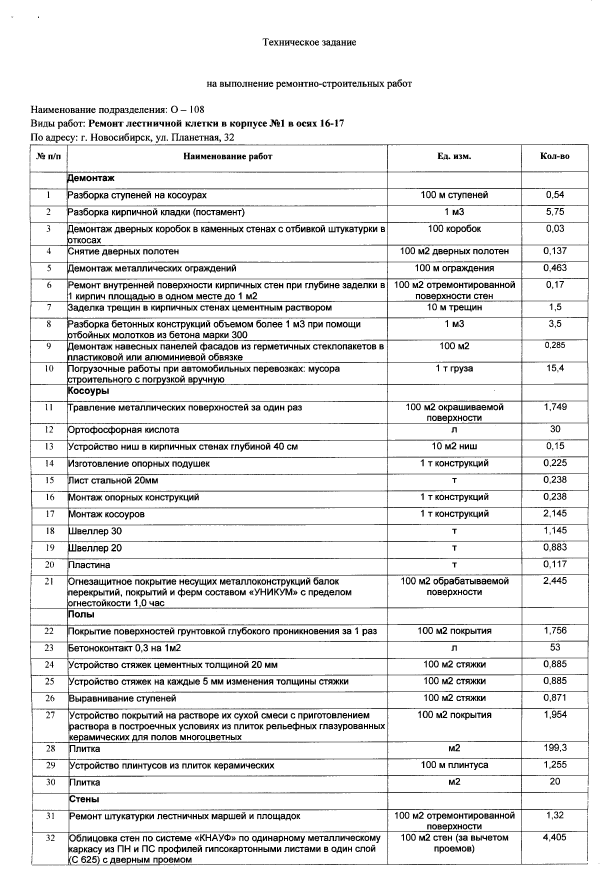 Техническое задание
на выполнение ремонтно-строительных работ
Наименование подразделения: О – 108
Виды работ: Ремонт лестничной клетки в корпусе №1 в осях 16-17
По адресу: г. Новосибирск, ул. Планетная, 32
№ п/п Наименование работ Ед. изм. Кол-во
Демонтаж
1 Разборка ступеней на косоурах 100 м ступеней 0,54
2 Разборка кирпичной кладки (постамент) 1 м3 5,75
3 Демонтаж дверных коробок в каменных стенах с отбивкой штукатурки в 100 коробок 0,03
откосах
4 Снятие дверных полотен 100 м2 дверных полотен 0,137
5 Демонтаж металлических ограждений 100 м ограждения 0,463
6 Ремонт внутренней поверхности кирпичных стен при глубине заделки в 100 м2 отремонтированной 0,17
1 кирпич площадью в одном месте до 1 м2 поверхности стен
7 Заделка трещин в кирпичных стенах цементным раствором 10 м трещин 1,5
8 Разборка бетонных конструкций объемом более 1 м3 при помощи 1 м3 3,5
отбойных молотков из бетона марки 300
9 Демонтаж навесных панелей фасадов из герметичных стеклопакетов в 100 м2 0,285
пластиковой или алюминиевой обвязке
10 Погрузочные работы при автомобильных перевозках: мусора 1 т груза 15,4
строительного с погрузкой вручную
Косоуры
11 Травление металлических поверхностей за один раз 100 м2 окрашиваемой 1,749
поверхности
12 Ортофосфорная кислота л 30
13 Устройство ниш в кирпичных стенах глубиной 40 см 10 м2 ниш 0,15
14 Изготовление опорных подушек 1 т конструкций 0,225
15 Лист стальной 20мм т 0,238
16 Монтаж опорных конструкций 1 т конструкций 0,238
17 Монтаж косоуров 1 т конструкций 2,145
18 Швеллер 30 т 1,145
19 Швеллер 20 т 0,883
20 Пластина т 0,117
21 Огнезащитное покрытие несущих металлоконструкций балок 100 м2 обрабатываемой 2,445
перекрытий, покрытий и ферм составом «УНИКУМ» с пределом поверхности
огнестойкости 1,0 час
Полы
22 Покрытие поверхностей грунтовкой глубокого проникновения за 1 раз 100 м2 покрытия 1,756
23 Бетоноконтакт 0,3 на 1м2 л 53
24 Устройство стяжек цементных толщиной 20 мм 100 м2 стяжки 0,885
25 Устройство стяжек на каждые 5 мм изменения толщины стяжки 100 м2 стяжки 0,885
26 Выравнивание ступеней 100 м2 стяжки 0,871
27 Устройство покрытий на растворе их сухой смеси с приготовлением 100 м2 покрытия 1,954
раствора в построечных условиях из плиток рельефных глазурованных
керамических для полов многоцветных
28 Плитка м2 199,3
29 Устройство плинтусов из плиток керамических 100 м плинтуса 1,255
30 Плитка м2 20
Стены
31 Ремонт штукатурки лестничных маршей и площадок 100 м2 отремонтированной 1,32
поверхности
32 Облицовка стен по системе «КНАУФ» по одинарному металлическому 100 м2 стен (за вычетом 4,405
каркасу из ПН и ПС профилей гипсокартонными листами в один слой проемов)
(С 625) с дверным проемом